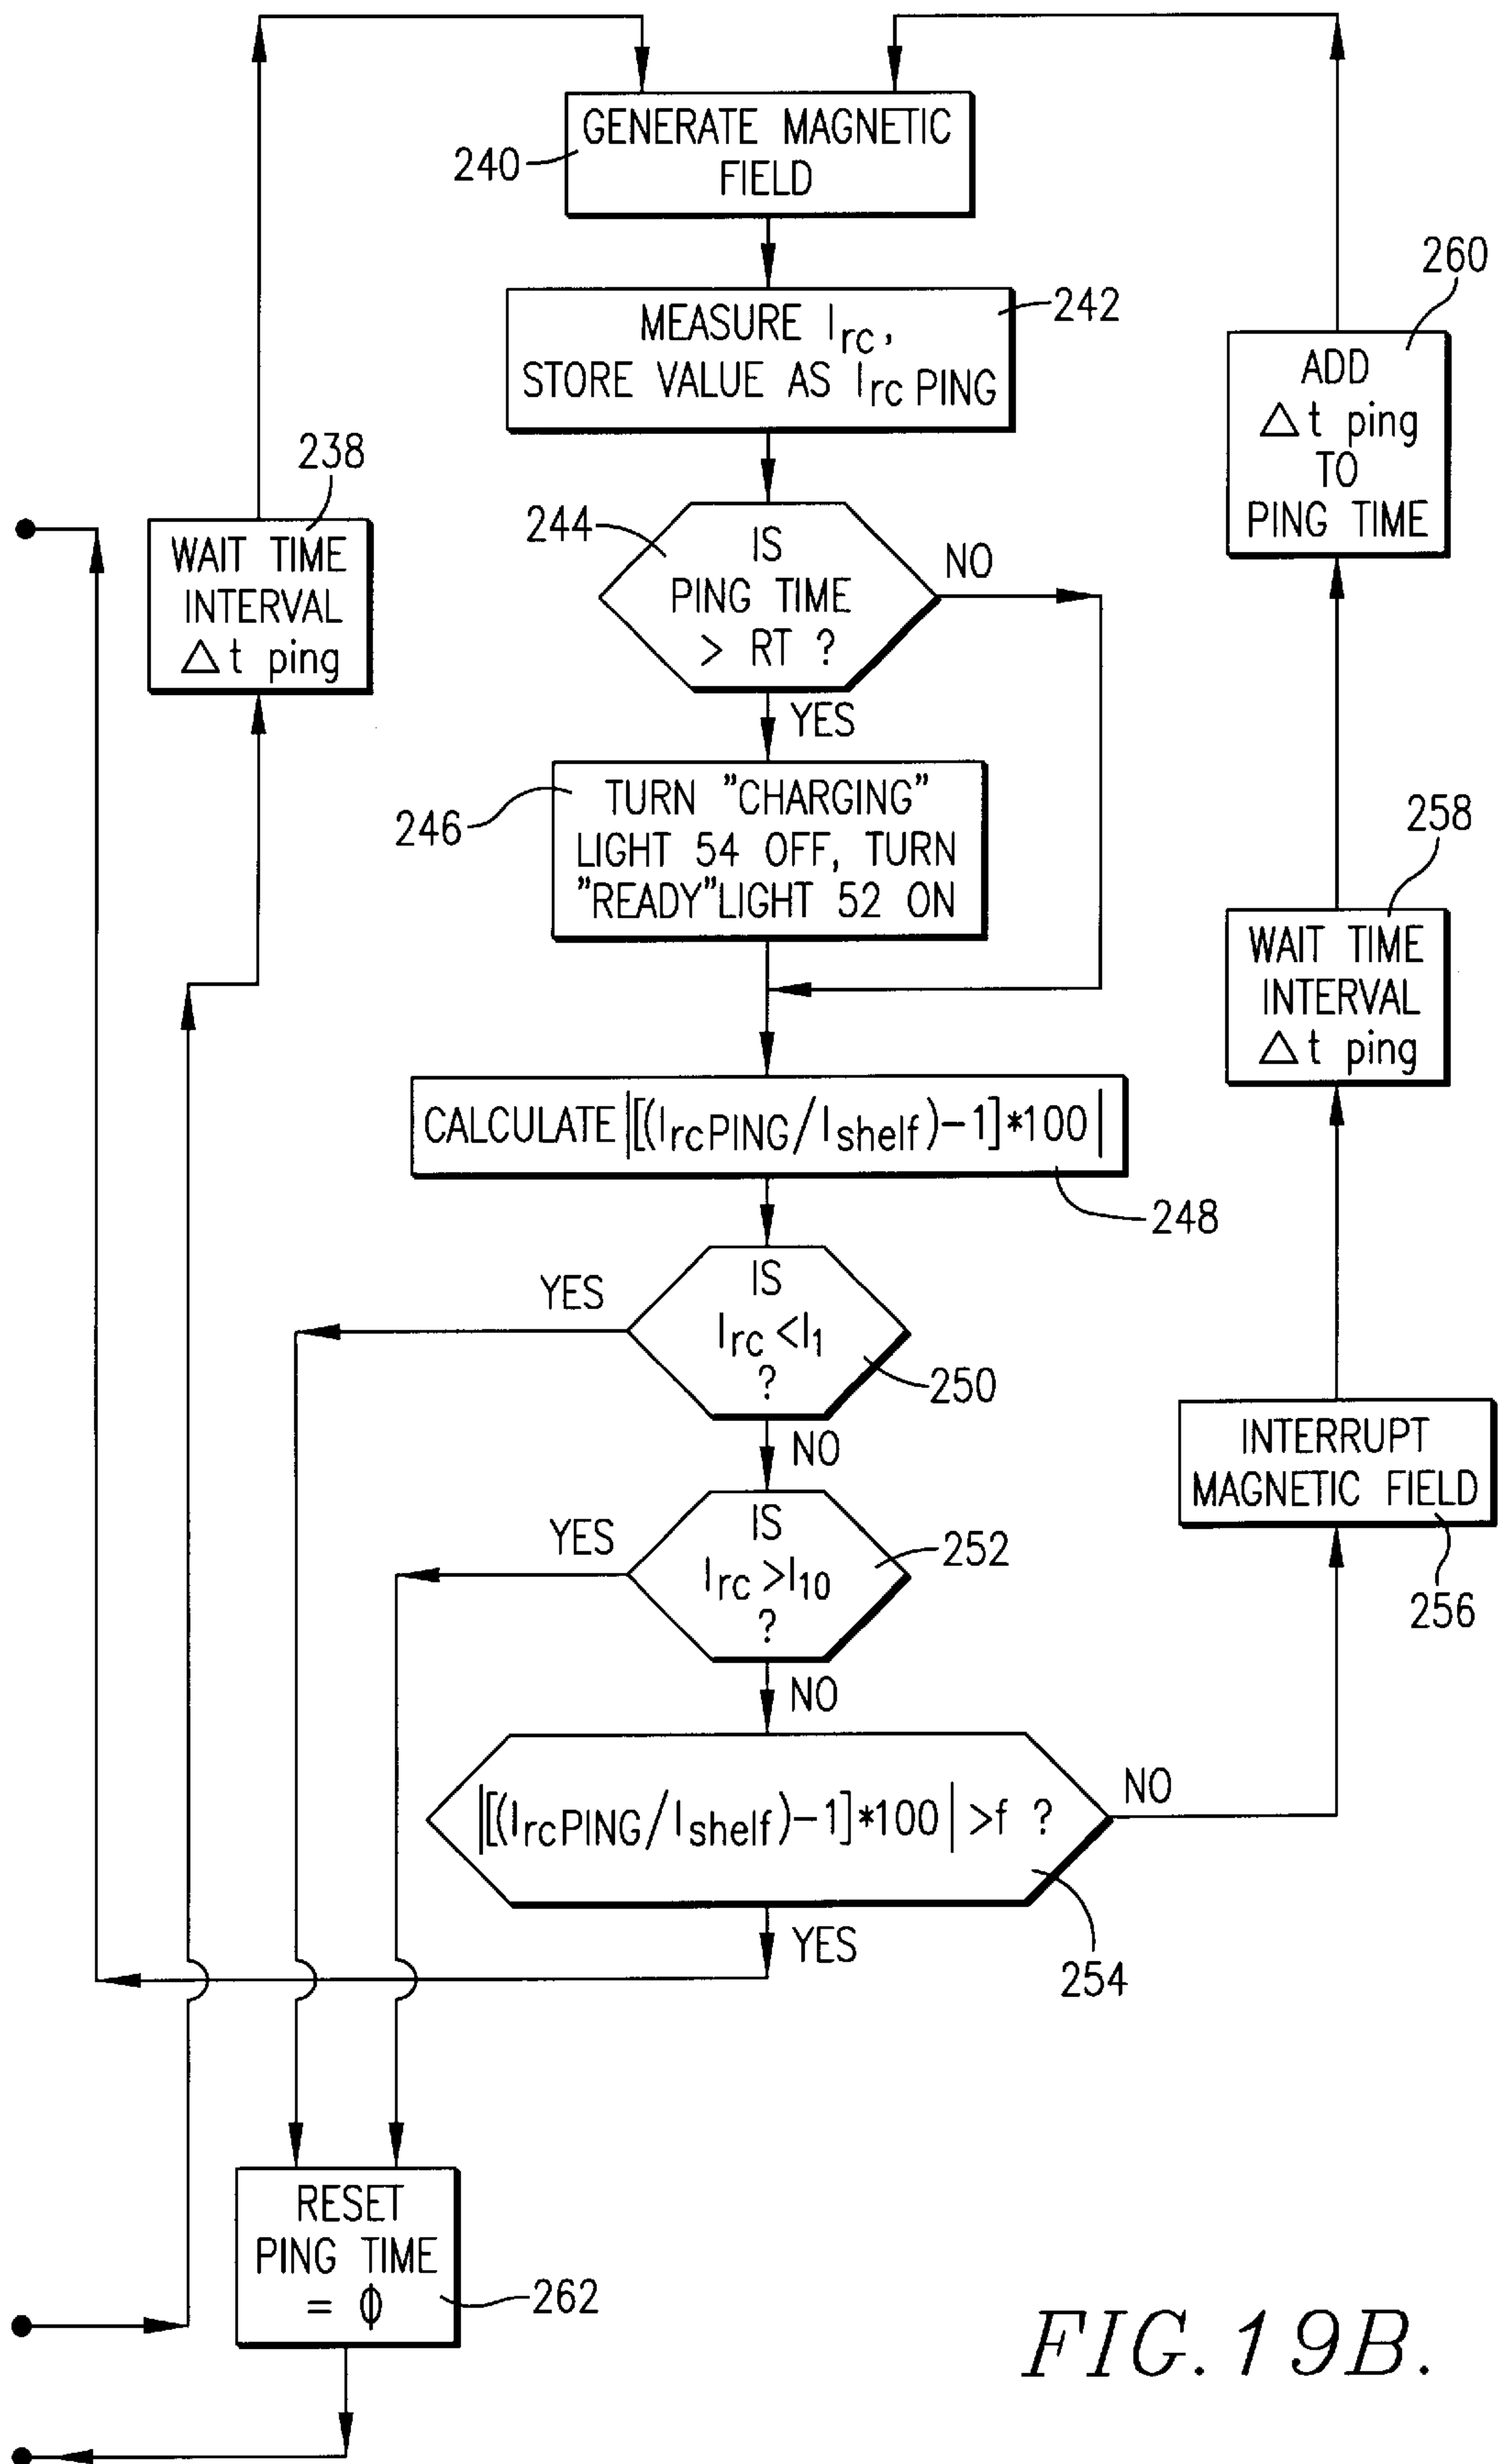 GENERATE MAGNETIC
FIELD
240
MEASURE Irc,
STORE VALUE AS Irc PING
242
260
ADD
△t ping
TO
PING TIME
238
WAIT TIME
INTERVAL
△t ping
244
IS
PING TIME
> RT ?
NO
YES
246
TURN "CHARGING"
LIGHT 54 OFF, TURN
"READY"LIGHT 52 ON
258
WAIT TIME
INTERVAL
△t ping
CALCULATE |[(IrcPING/Ishelf)-1]*100|
248
IS
Irc <I1
?
YES
250
NO
INTERRUPT
MAGNETIC FIELD
256
IS
Irc >I10
?
YES
252
NO
|[(IrcPING/Ishelf)-1]*100| >f ?
NO
YES
254
RESET
PING TIME
= ϕ
262
FIG. 19B.